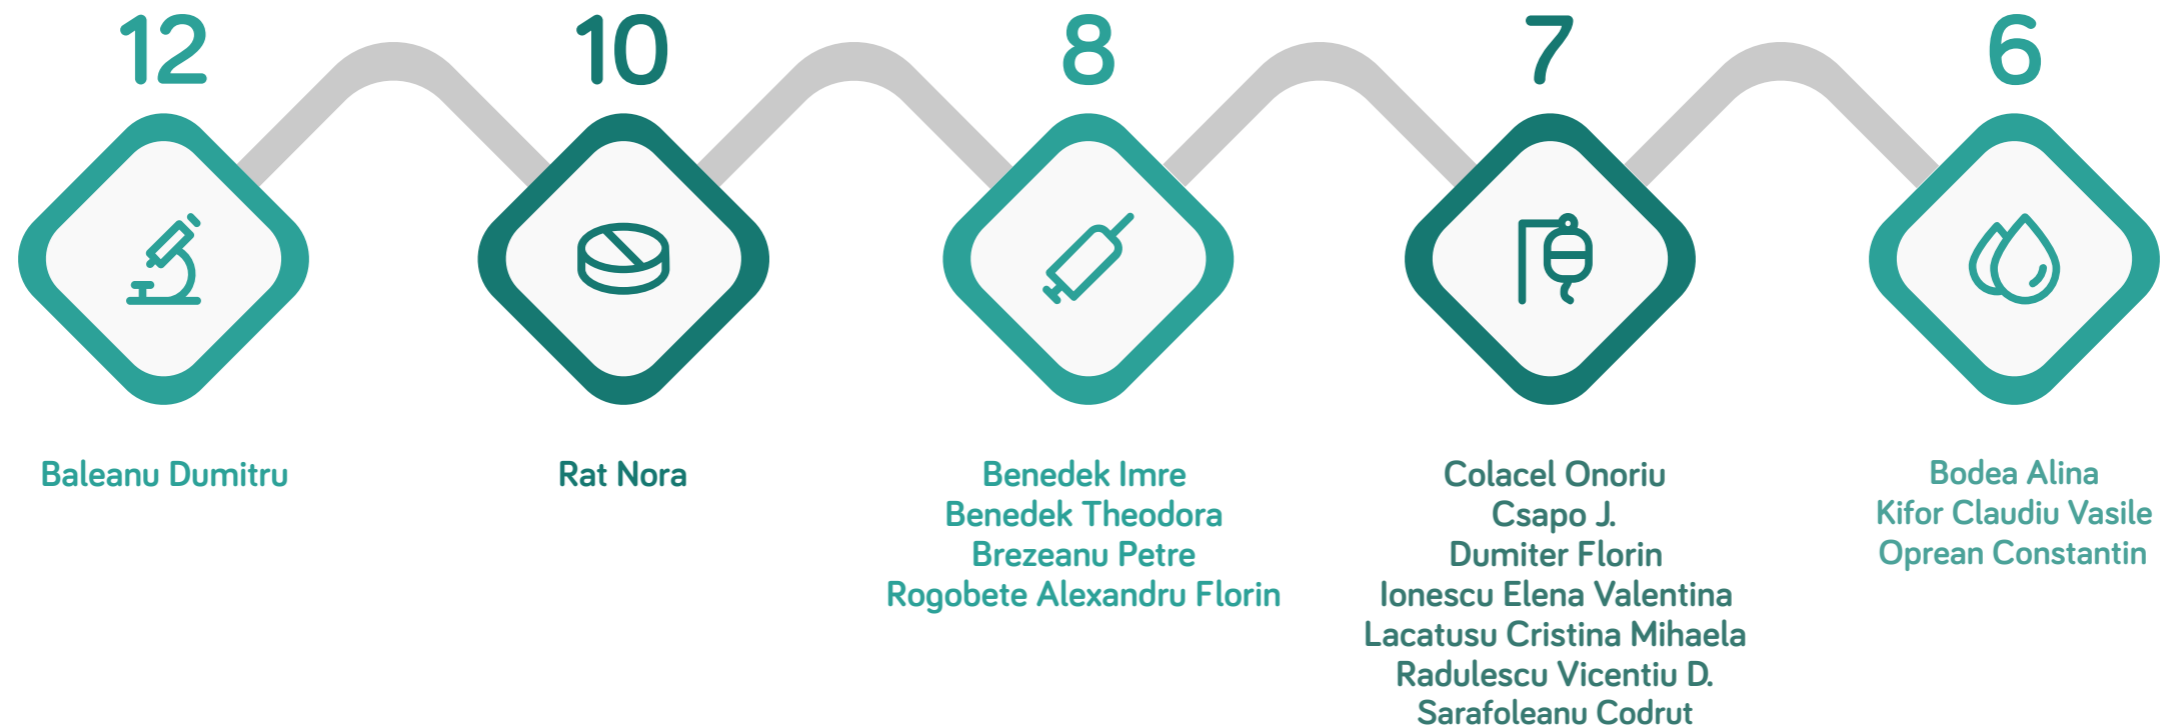 12
Baleanu Dumitru
10
Rat Nora
8
Benedek Imre
Benedek Theodora
Brezeanu Petre
Rogobete Alexandru Florin
7
Colacel Onoriu
Csapo J.
Dumiter Florin
Ionescu Elena Valentina
Lacatusu Cristina Mihaela
Radulescu Vicentiu D.
Sarafoleanu Codrut
6
Bodea Alina
Kifor Claudiu Vasile
Oprean Constantin